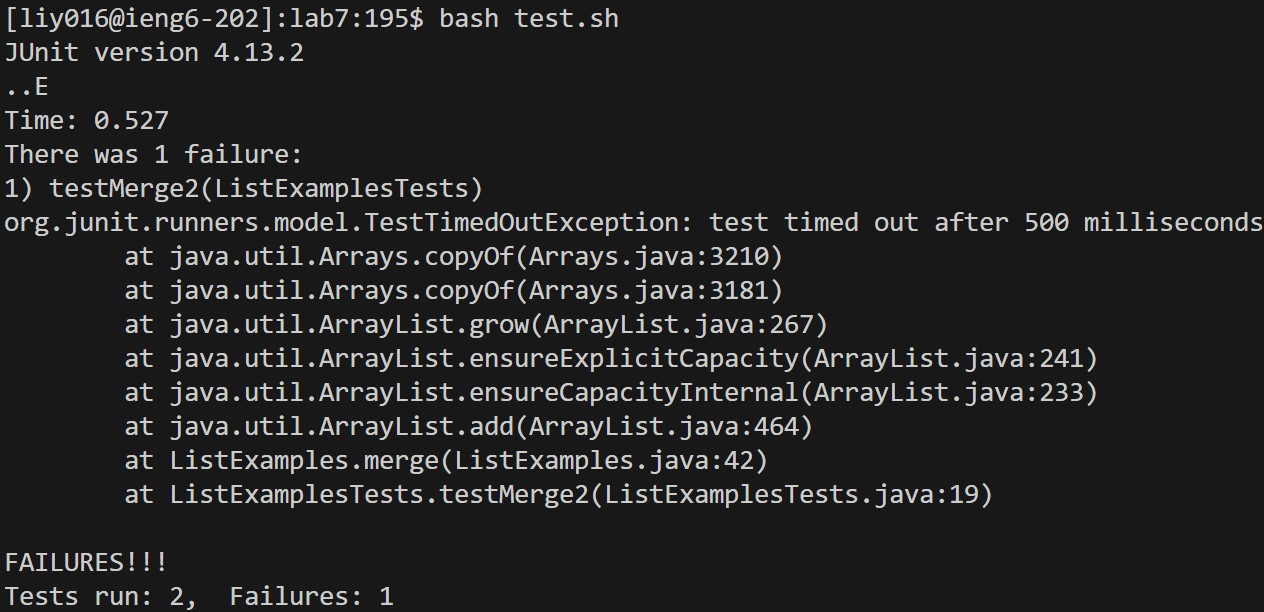 [liy016@ieng6-202]:lab7:195$ bash test.sh
JUnit version 4.13.2
..E
Time: 0.527
There was 1 failure:
1) testMerge2(ListExamplesTests)
org.junit.runners.model.TestTimedOutException: test timed out after 500 milliseconds
        at java.util.Arrays.copyOf(Arrays.java:3210)
        at java.util.Arrays.copyOf(Arrays.java:3181)
        at java.util.ArrayList.grow(ArrayList.java:267)
        at java.util.ArrayList.ensureExplicitCapacity(ArrayList.java:241)
        at java.util.ArrayList.ensureCapacityInternal(ArrayList.java:233)
        at java.util.ArrayList.add(ArrayList.java:464)
        at ListExamples.merge(ListExamples.java:42)
        at ListExamplesTests.testMerge2(ListExamplesTests.java:19)

FAILURES!!!
Tests run: 2,  Failures: 1